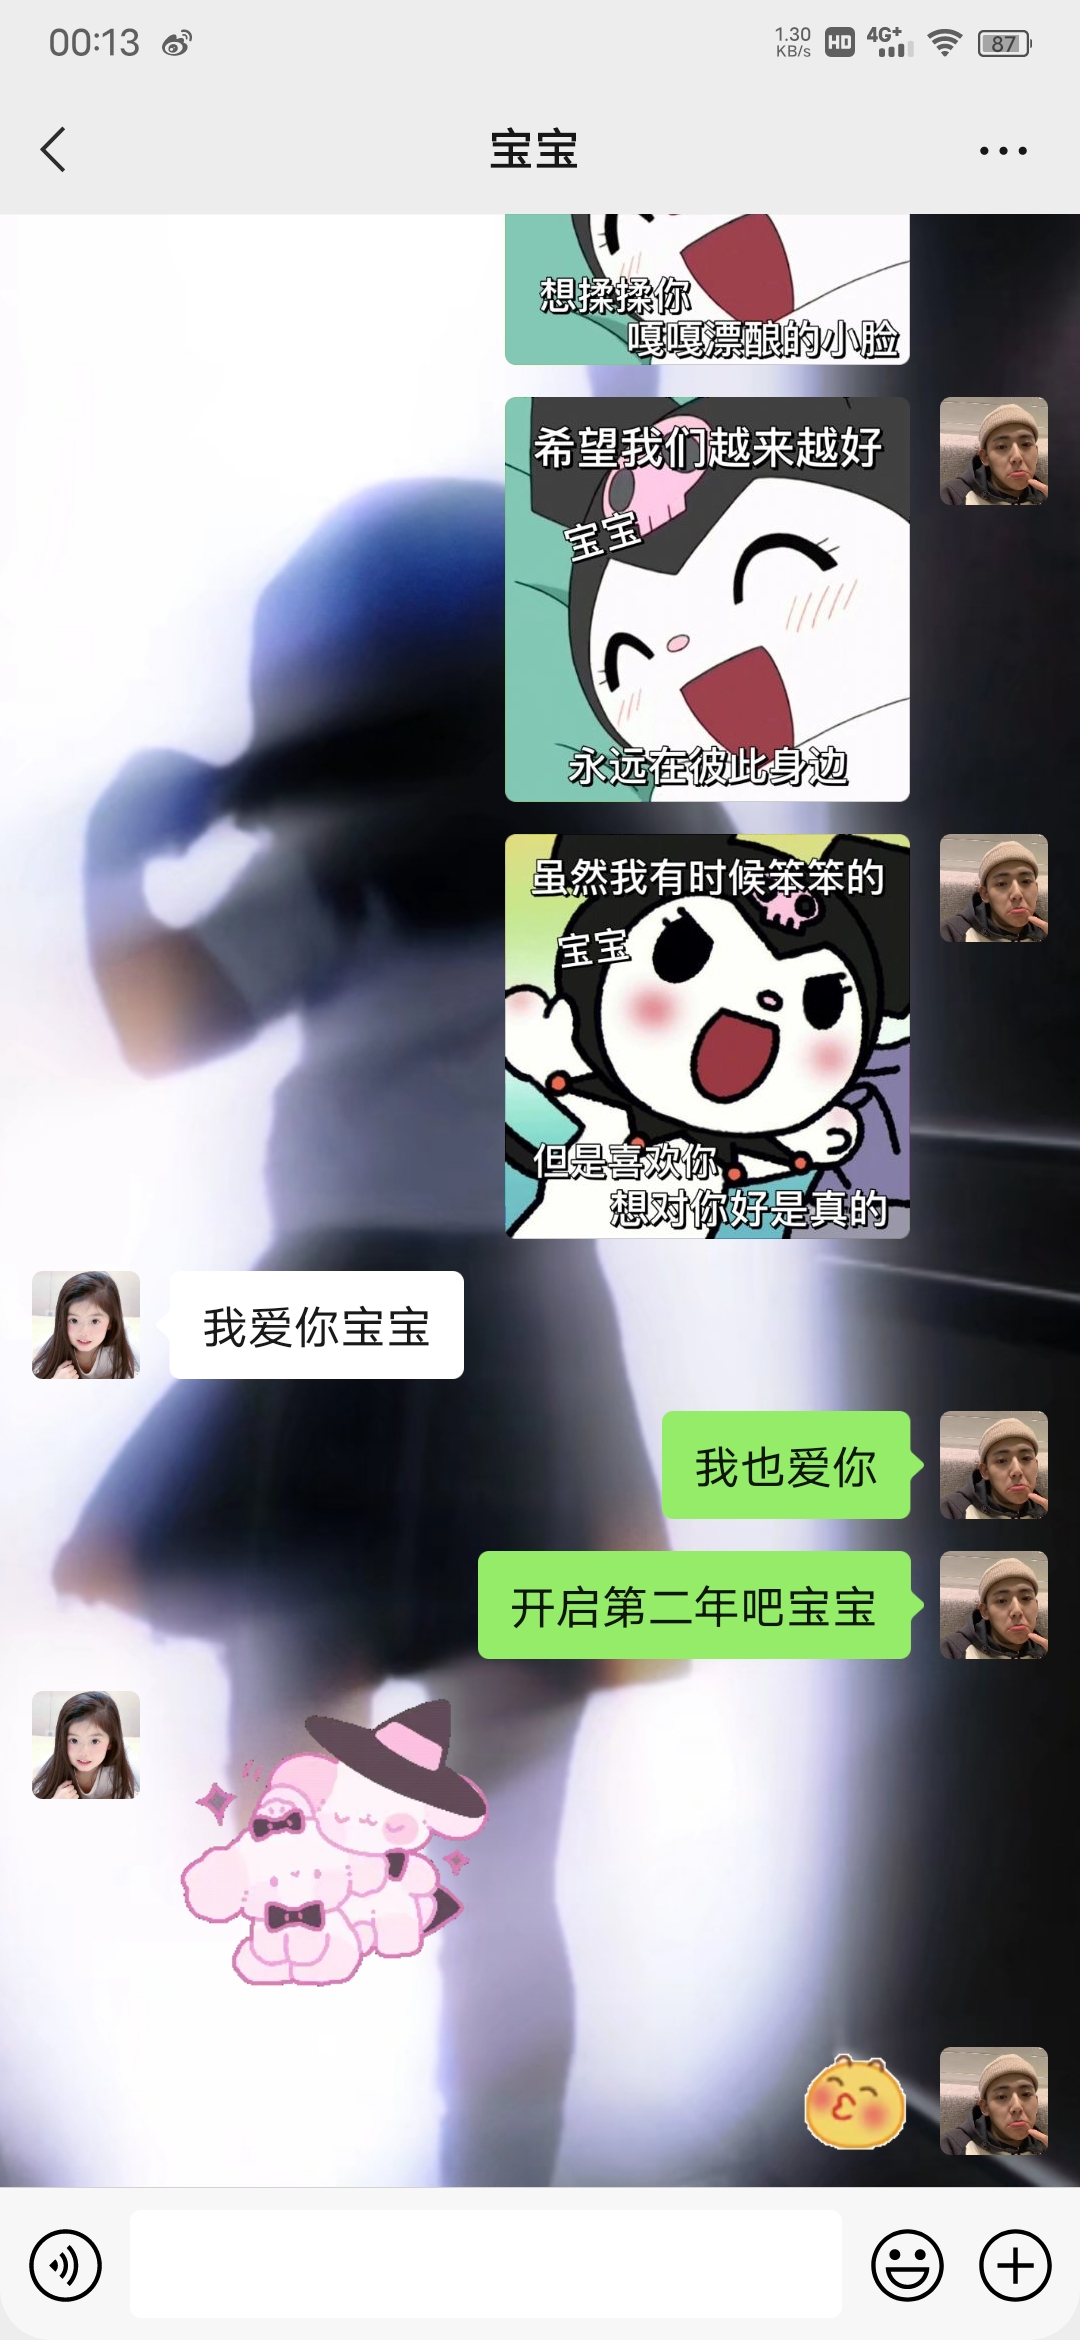 00:13
1.30
KB/s
HD
4G+
87
宝宝
想揉揉你
嘎嘎漂酿的小脸
希望我们越来越好
宝宝
永远在彼此身边
虽然我有时候笨笨的
宝宝
但是喜欢你
想对你好是真的
我爱你宝宝
我也爱你
开启第二年吧宝宝